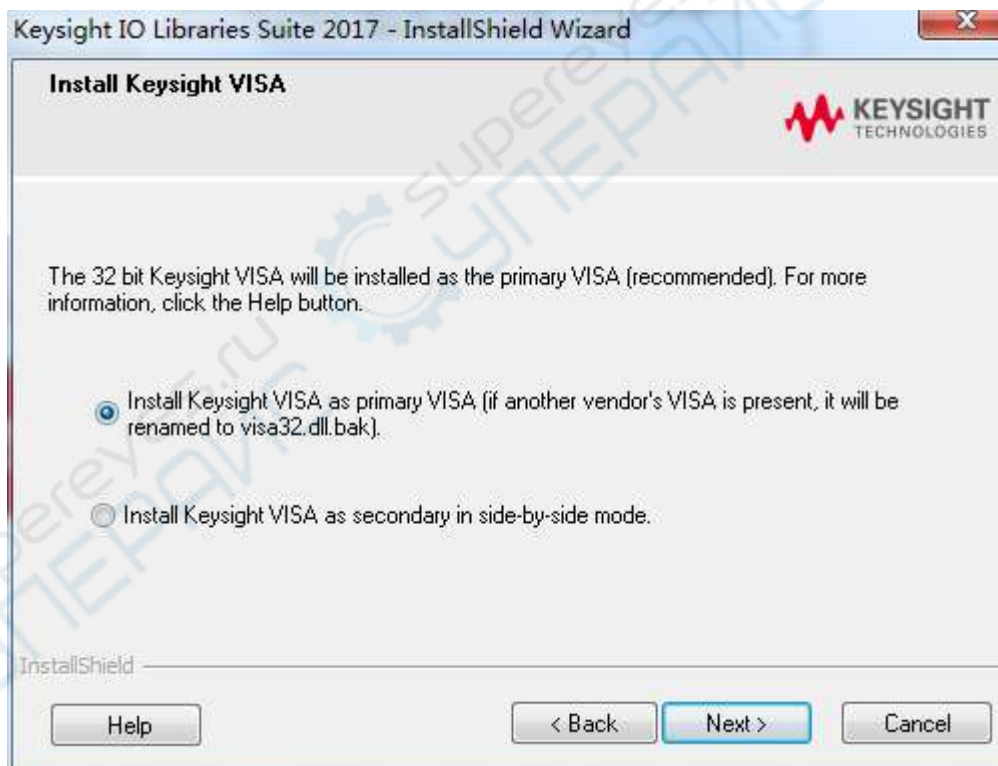 Keysight IO Libraries Suite 2017 - InstallShield Wizard
Install Keysight VISA
KEYSIGHT
TECHNOLOGIES
The 32 bit Keysight VISA will be installed as the primary VISA (recommended). For more
information, click the Help button.
Install Keysight VISA as primary VISA (if another vendor's VISA is present, it will be
renamed to visa32.dll.bak).
Install Keysight VISA as secondary in side-by-side mode.
InstallShield
Help
< Back
Next >
Cancel
supereyes.ru
СУПЕРАЙС